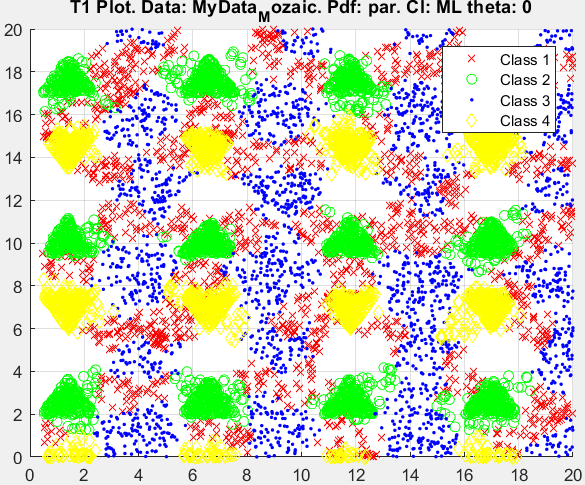 T1 Plot. Data: MyData_Mozaic. Pdf: par. Cl: ML theta: 0
20
18
16
14
12
10
8
6
4
2
0
Class 1
Class 2
Class 3
Class 4
0 2 4 6 8 10 12 14 16 18 20